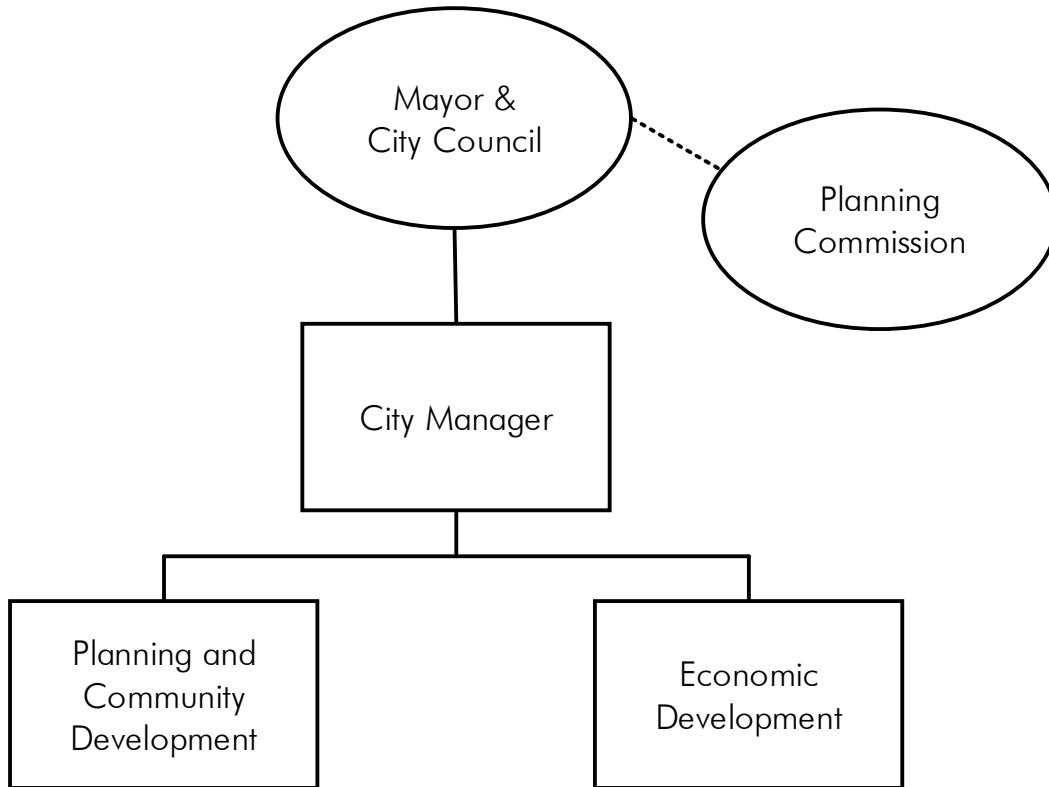 Mayor &
City Council
Planning
Commission
City Manager
Planning and
Community
Development
Economic
Development